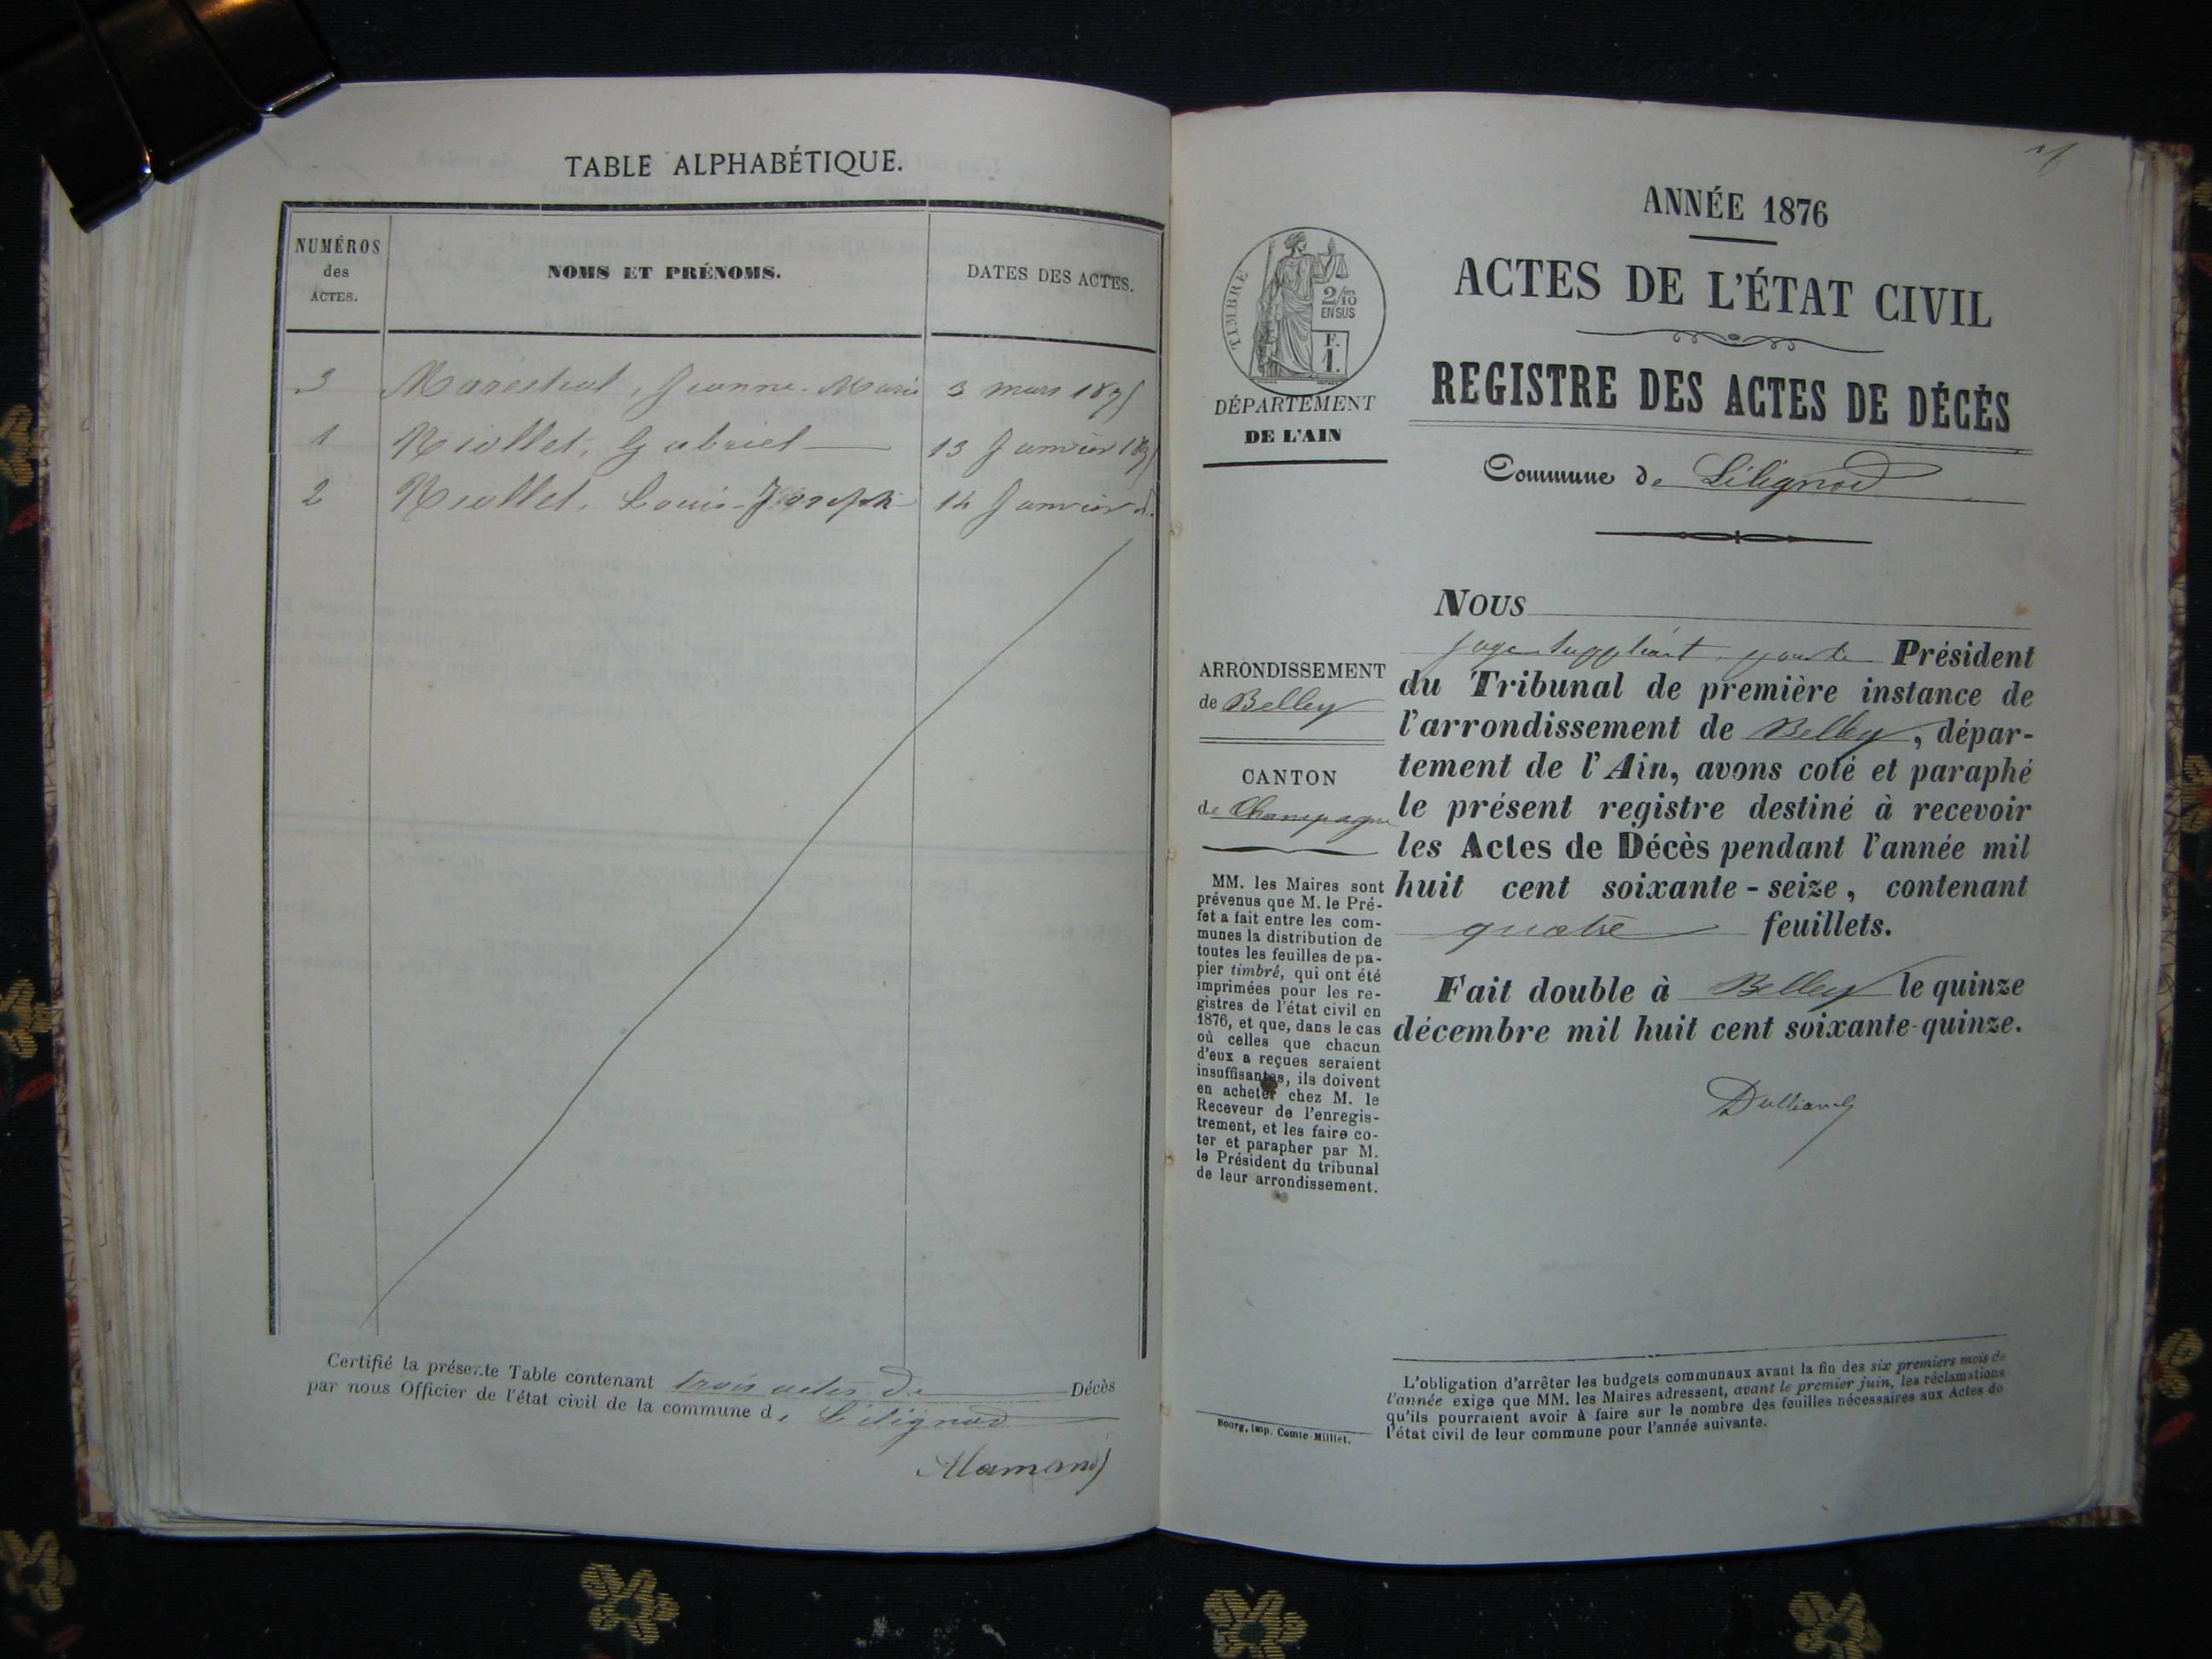 TABLE ALPHABÉTIQUE.
NUMÉROS
des
ACTES.
NOMS ET PRÉNOMS.
DATES DES ACTES.
3 Marechal, Jeanne-Marie 3 mars 1875
1 Niollet, Gabriel 13 Janvier 1875
2 Niollet, Louis-Joseph 14 Janvier d.
Certifié la présente Table contenant trois actes de Décès
par nous Officier de l'état civil de la commune de Lilignod
ANNÉE 1876
ACTES DE L'ÉTAT CIVIL
REGISTRE DES ACTES DE DÉCÈS
Commune de Lilignod
TIMBRE
2/10
EN SUS
F.
1.
DÉPARTEMENT
DE L'AIN
ARRONDISSEMENT
de Belley
CANTON
de Champagne
MM. les Maires sont
prévenus que M. le Pré-
fet a fait entre les com-
munes la distribution de
toutes les feuilles de pa-
pier timbré, qui ont été
imprimées pour les re-
gistres de l'état civil en
1876, et que, dans le cas
où celles que chacun
d'eux a reçues seraient
insuffisantes, ils doivent
en acheter chez M. le
Receveur de l'enregis-
trement, et les faire co-
ter et parapher par M.
le Président du tribunal
de leur arrondissement.
NOUS
juge suppléant pour le Président
du Tribunal de première instance de
l'arrondissement de Belley, dépar-
tement de l'Ain, avons coté et paraphé
le présent registre destiné à recevoir
les Actes de Décès pendant l'année mil
huit cent soixante-seize, contenant
quatre feuillets.
Fait double à Belley le quinze
décembre mil huit cent soixante-quinze.
L'obligation d'arrêter les budgets communaux avant la fin des six premiers mois de
l'année exige que MM. les Maires adressent, avant le premier juin, les réclamations
qu'ils pourraient avoir à faire sur le nombre des feuilles nécessaires aux Actes de
l'état civil de leur commune pour l'année suivante.
Bourg, imp. Comte-Milliet.